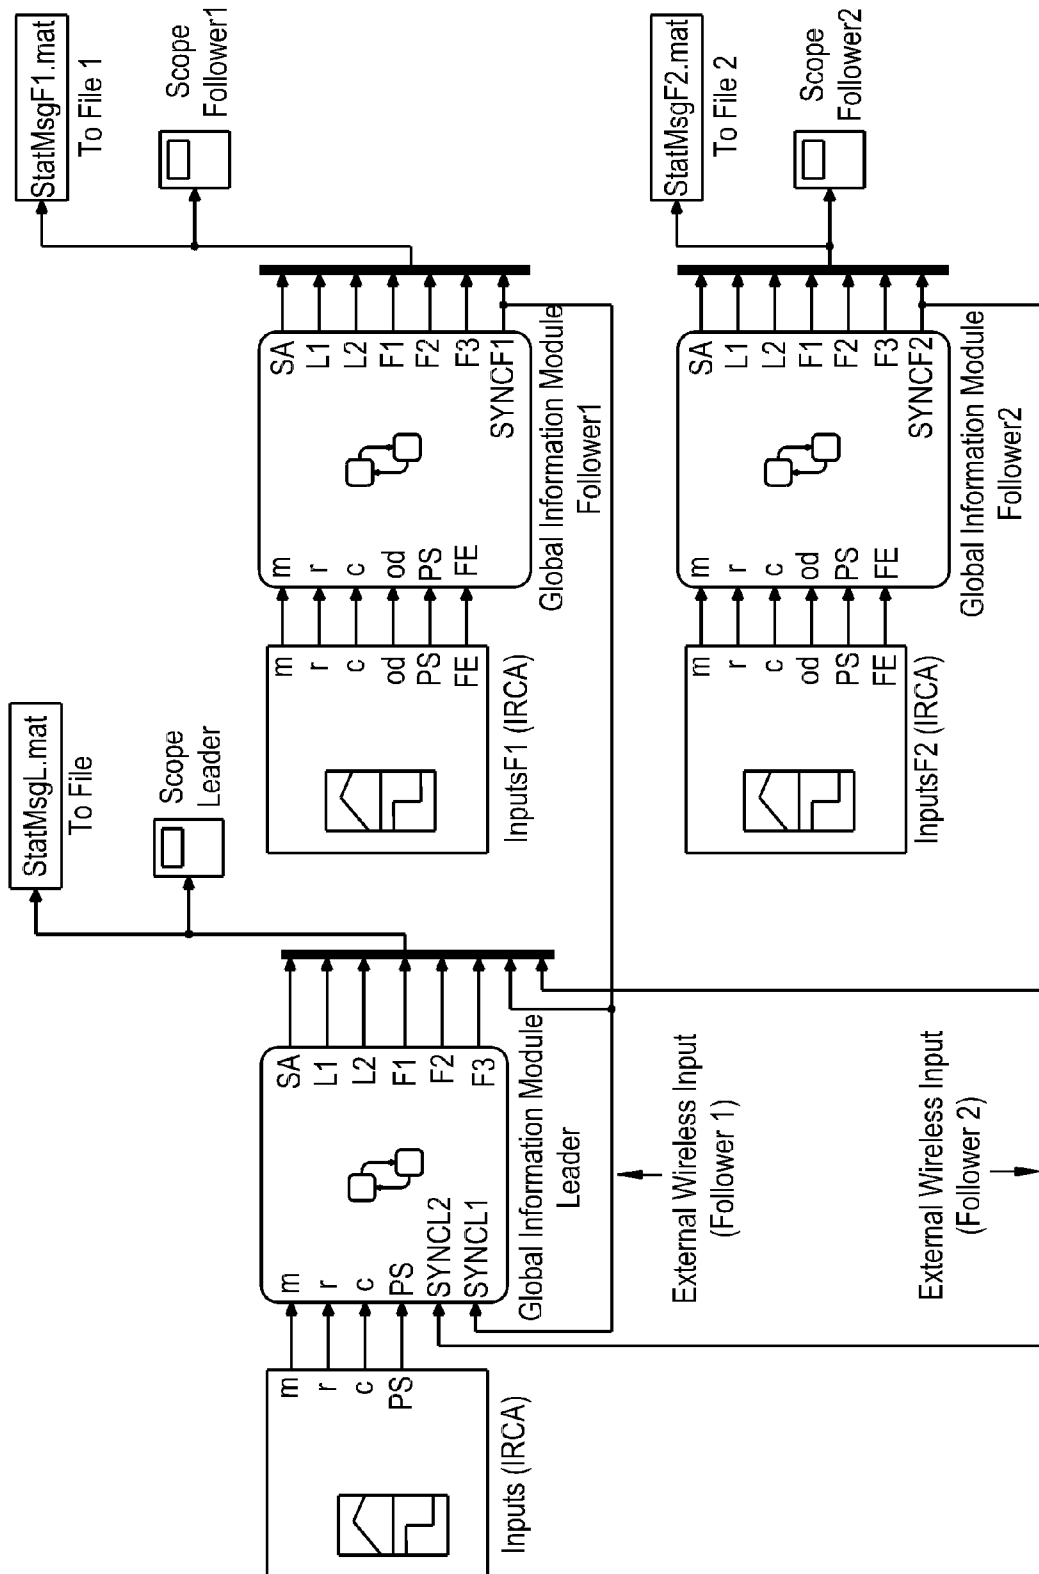 Inputs (IRCA)
m
r
c
PS
m
r
c
PS
SYNCL2
SYNCL1
SA
L1
L2
F1
F2
F3
Global Information Module
Leader
StatMsgL.mat
To File
Scope
Leader
External Wireless Input
(Follower 1)
External Wireless Input
(Follower 2)
InputsF1 (IRCA)
m
r
c
od
PS
FE
m
r
c
od
PS
FE
SA
L1
L2
F1
F2
F3
SYNCF1
Global Information Module
Follower1
StatMsgF1.mat
To File 1
Scope
Follower1
InputsF2 (IRCA)
m
r
c
od
PS
FE
m
r
c
od
PS
FE
SA
L1
L2
F1
F2
F3
SYNCF2
Global Information Module
Follower2
StatMsgF2.mat
To File 2
Scope
Follower2